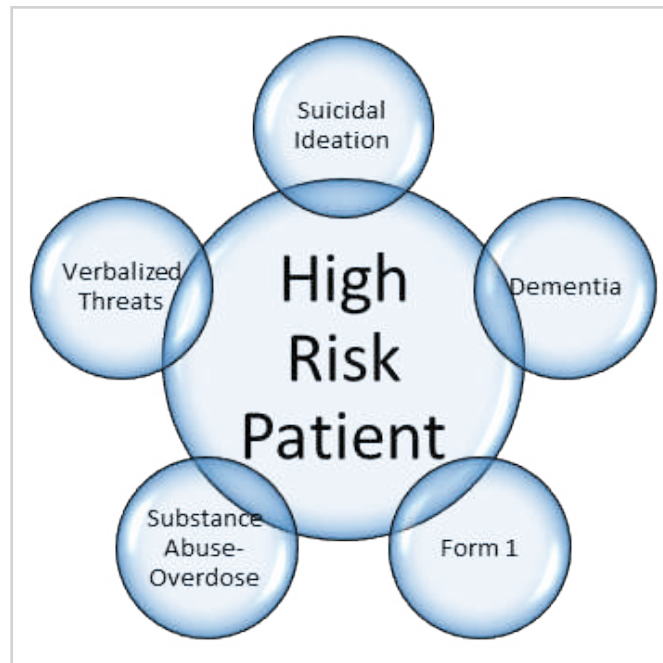 Suicidal
Ideation
Verbalized
Threats
High
Risk
Patient
Dementia
Substance
Abuse-
Overdose
Form 1